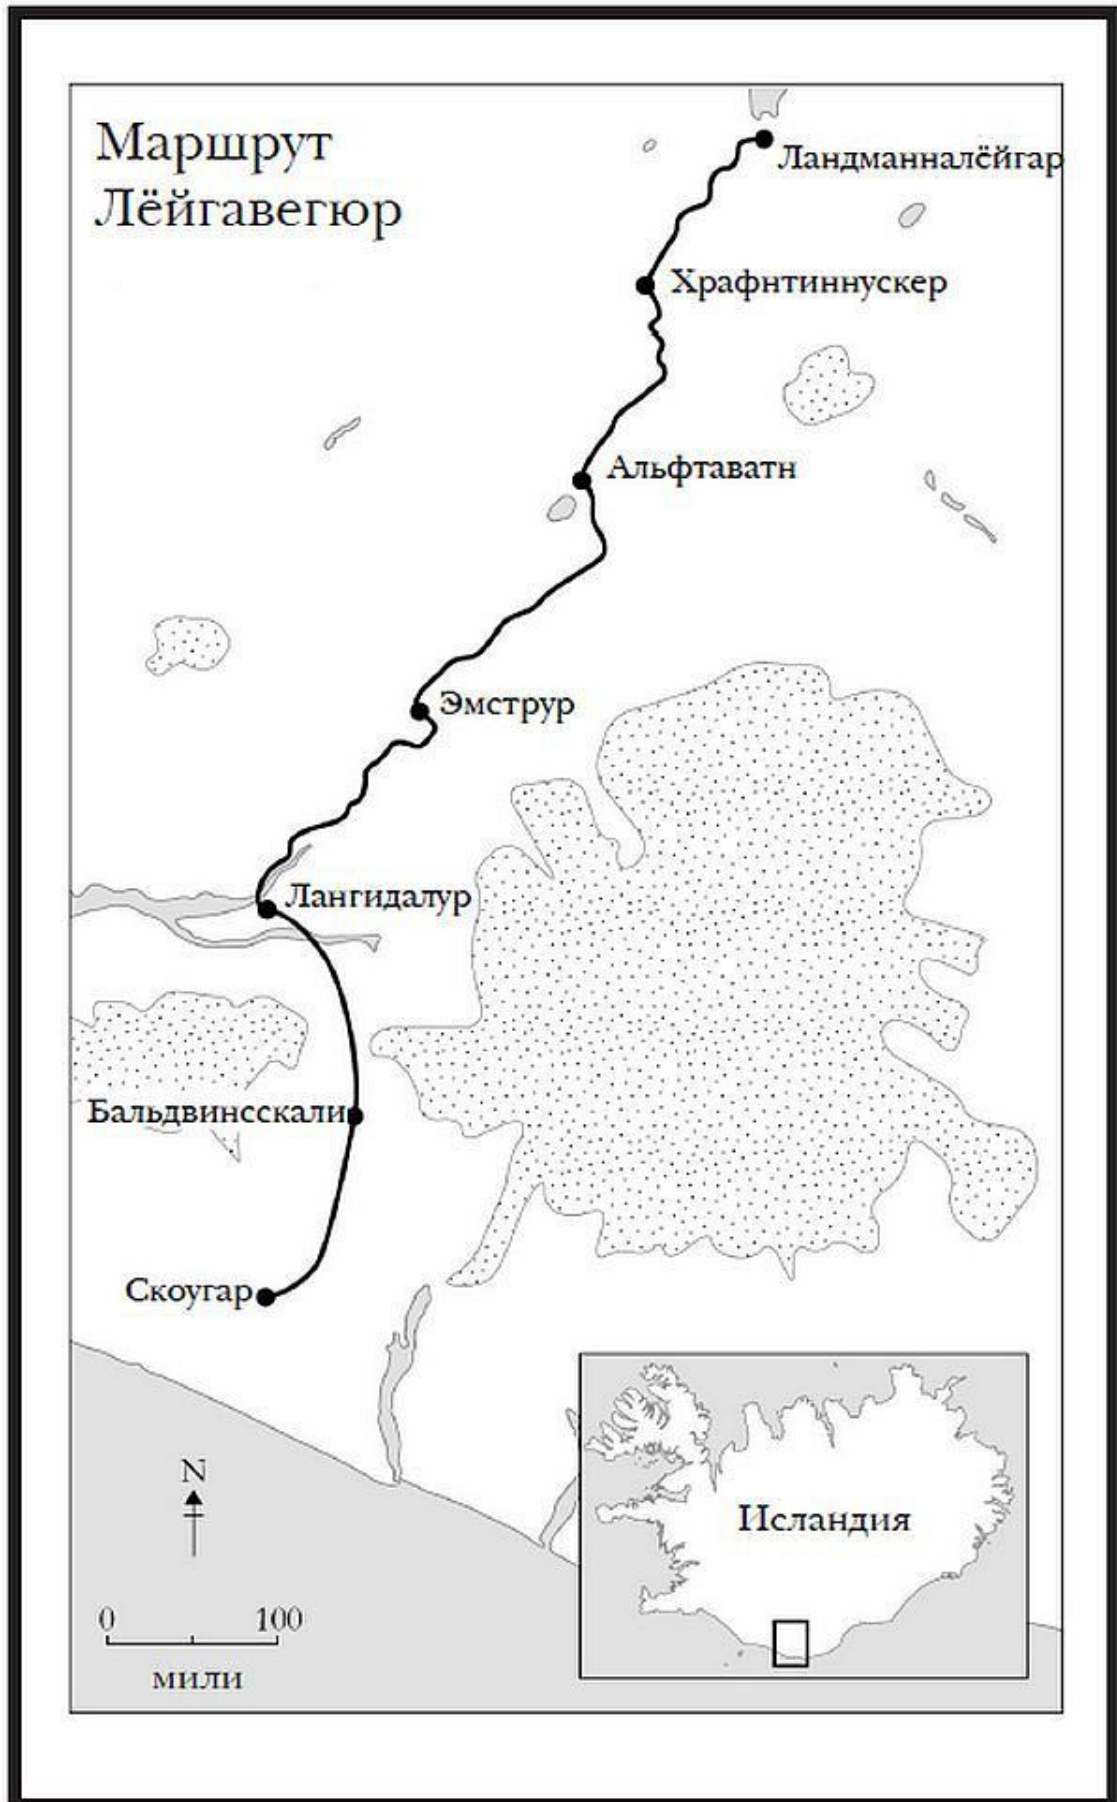 Маршрут
Лёйгавегюр
Ландманналёйгар
Храфнтиннускер
Альфтаватн
Эмструр
Лангидалур
Бальдвинсскали
Скоугар
N
0 100
мили
Исландия